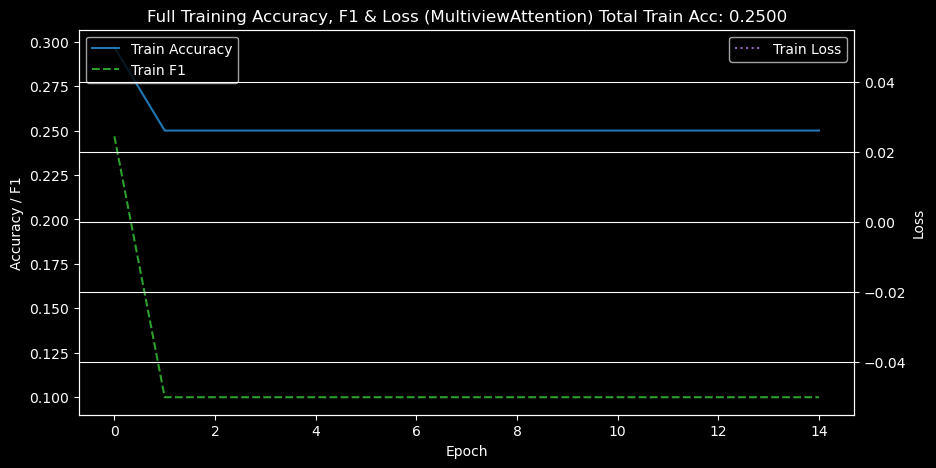 Full Training Accuracy, F1 & Loss (MultiviewAttention) Total Train Acc: 0.2500
Train Accuracy
Train F1
Train Loss
Accuracy / F1
0.300
0.275
0.250
0.225
0.200
0.175
0.150
0.125
0.100
0.04
0.02
0.00
−0.02
−0.04
Loss
0 2 4 6 8 10 12 14
Epoch